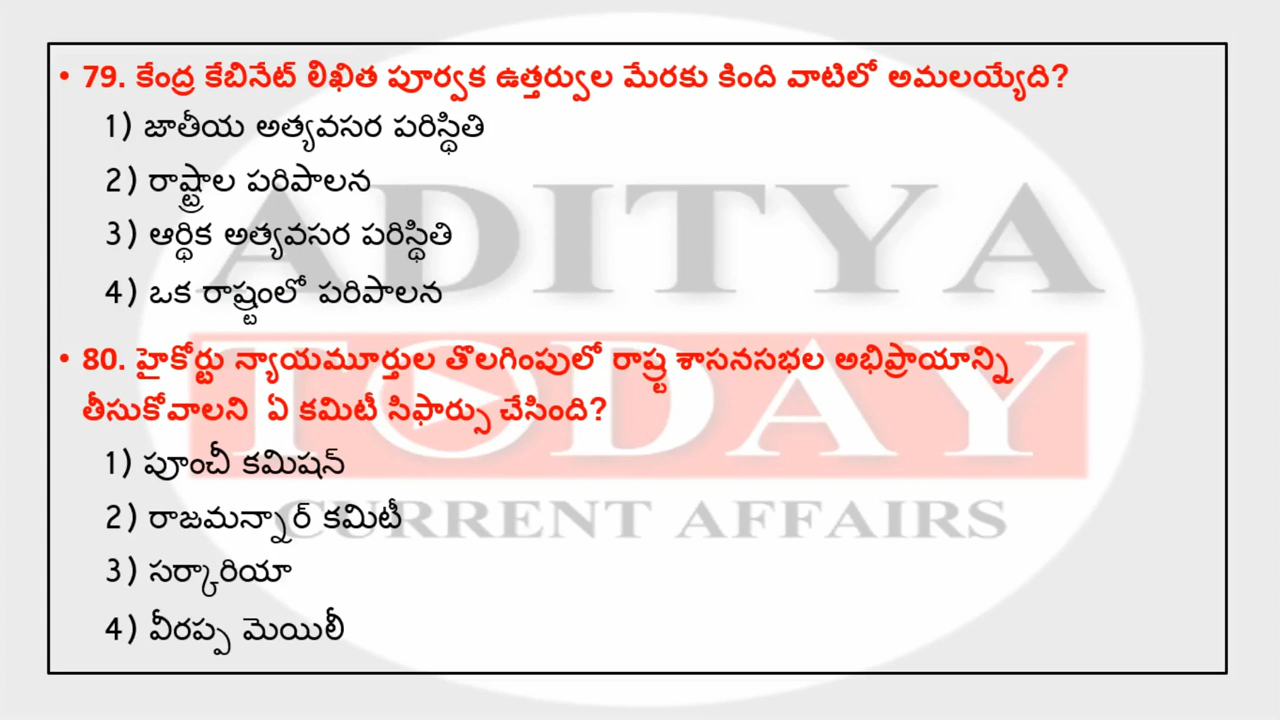 • 79. కేంద్ర కేబినేట్ లిఖిత పూర్వక ఉత్తర్వుల మేరకు కింది వాటిలో అమలయ్యేది?
1) జాతీయ అత్యవసర పరిస్థితి
2) రాష్ట్రాల పరిపాలన
3) ఆర్థిక అత్యవసర పరిస్థితి
4) ఒక రాష్ట్రంలో పరిపాలన
• 80. హైకోర్టు న్యాయమూర్తుల తొలగింపులో రాష్ట్ర శాసనసభల అభిప్రాయాన్ని
తీసుకోవాలని ఏ కమిటీ సిఫార్సు చేసింది?
1) పూంచీ కమిషన్
2) రాజమన్నార్ కమిటీ
3) సర్కారియా
4) వీరప్ప మెయిలీ
ADITYA
TODAY
CURRENT AFFAIRS